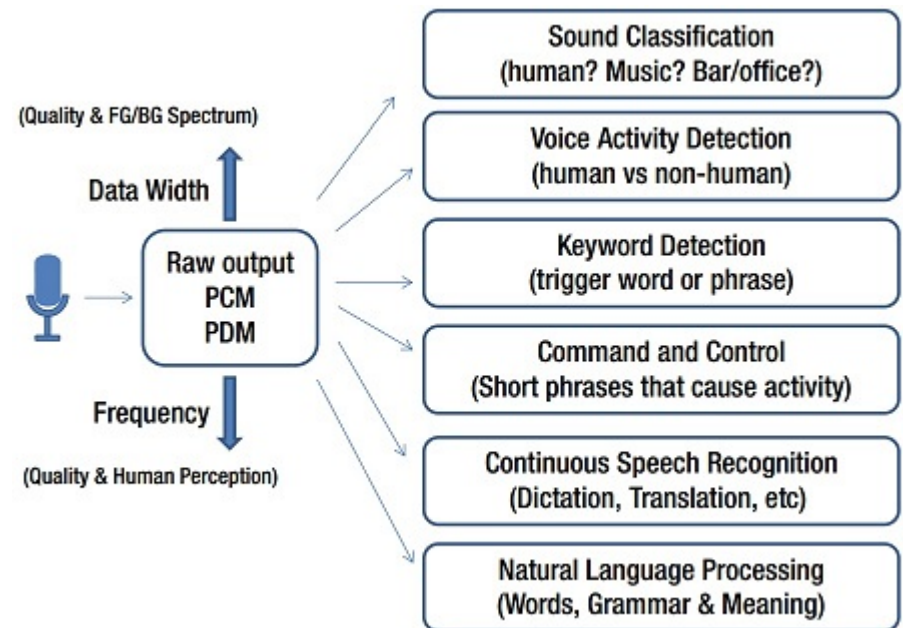 (Quality & FG/BG Spectrum)
Data Width
Raw output
PCM
PDM
Frequency
(Quality & Human Perception)
Sound Classification
(human? Music? Bar/office?)
Voice Activity Detection
(human vs non-human)
Keyword Detection
(trigger word or phrase)
Command and Control
(Short phrases that cause activity)
Continuous Speech Recognition
(Dictation, Translation, etc)
Natural Language Processing
(Words, Grammar & Meaning)